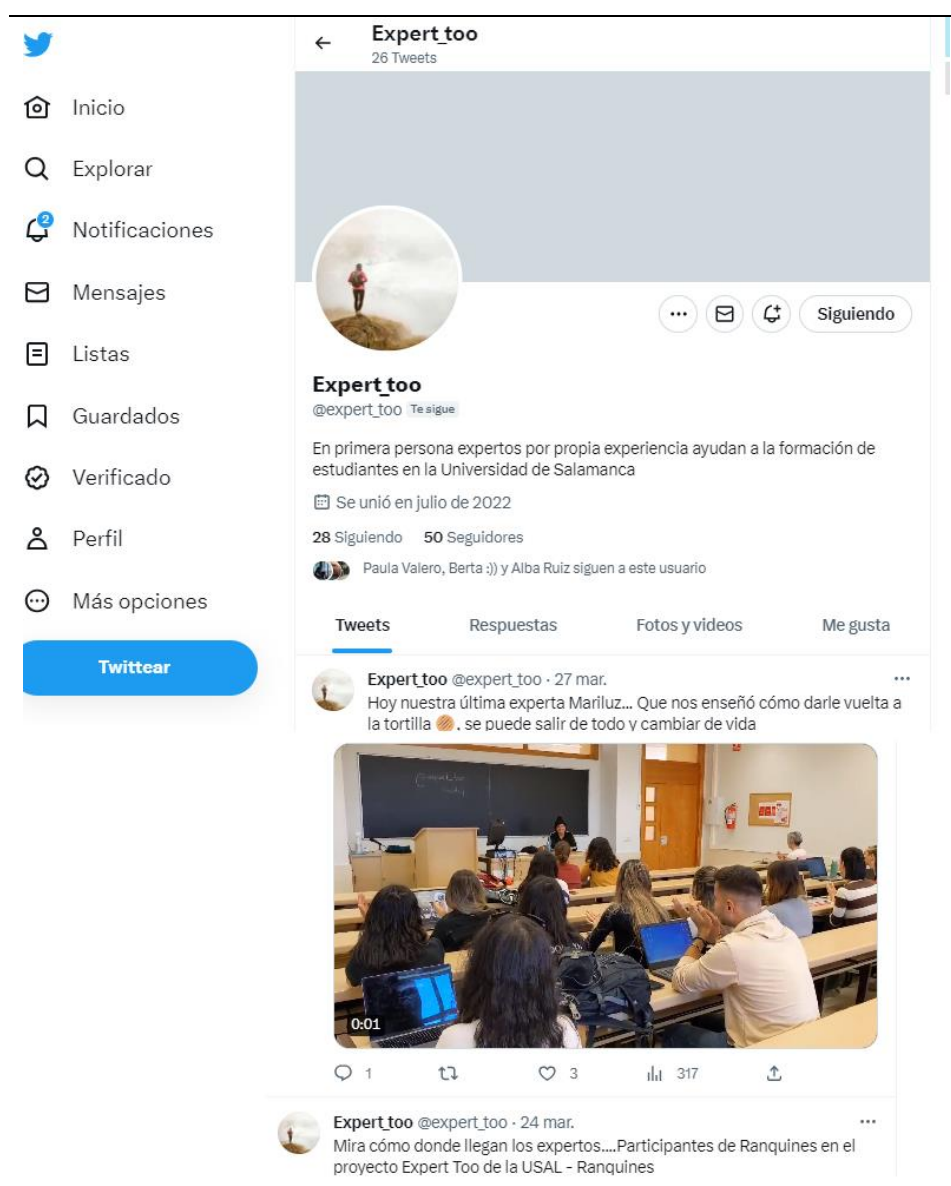 Expert_too
26 Tweets
Inicio
Explorar
2
Notificaciones
Mensajes
Listas
Guardados
Verificado
Perfil
Más opciones
Twittear
Siguiendo
Expert_too
@expert_too Te sigue
En primera persona expertos por propia experiencia ayudan a la formación de
estudiantes en la Universidad de Salamanca
Se unió en julio de 2022
28 Siguiendo 50 Seguidores
Paula Valero, Berta :)) y Alba Ruiz siguen a este usuario
Tweets Respuestas Fotos y videos Me gusta
Expert_too @expert_too · 27 mar.
Hoy nuestra última experta Mariluz... Que nos enseñó cómo darle vuelta a
la tortilla 🥘. se puede salir de todo y cambiar de vida
0:01
1 3 317
Expert_too @expert_too · 24 mar.
Mira cómo donde llegan los expertos....Participantes de Ranquines en el
proyecto Expert Too de la USAL - Ranquines